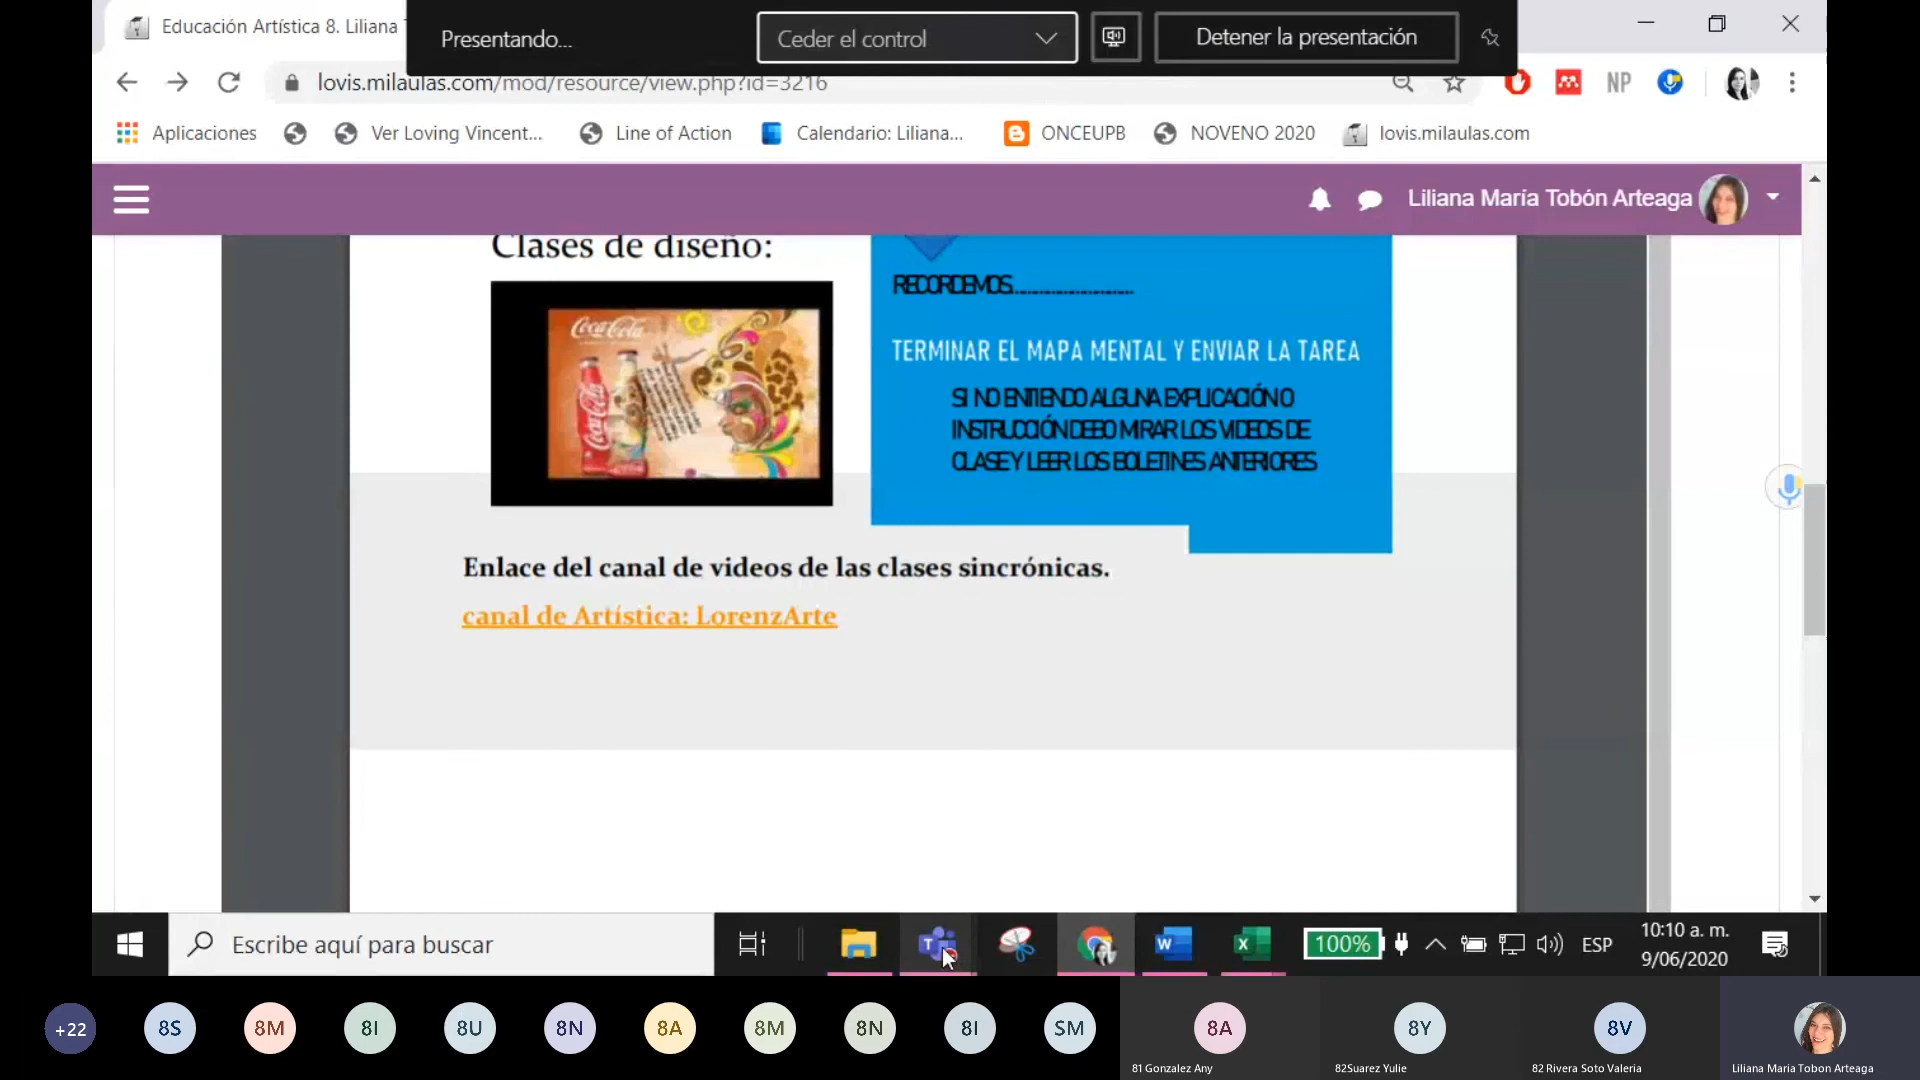 Educación Artística 8. Liliana
Presentando...
Ceder el control
Detener la presentación
lovis.milaulas.com/mod/resource/view.php?id=3216
NP
Aplicaciones
Ver Loving Vincent...
Line of Action
Calendario: Liliana...
ONCEUPB
NOVENO 2020
lovis.milaulas.com
Liliana María Tobón Arteaga
Clases de diseño:
Coca-Cola
Coca-Cola
RECORDEMOS..........................
TERMINAR EL MAPA MENTAL Y ENVIAR LA TAREA
SI NO ENTIENDO ALGUNA EXPLICACIÓN O
INSTRUCCIÓN DEBO MIRAR LOS VIDEOS DE
CLASE Y LEER LOS BOLETINES ANTERIORES
Enlace del canal de videos de las clases sincrónicas.
canal de Artística: LorenzArte
Escribe aquí para buscar
100%
ESP
10:10 a. m.
9/06/2020
+22
8S
8M
8I
8U
8N
8A
8M
8N
8I
SM
8A
8Y
8V
81 Gonzalez Any
82Suarez Yulie
82 Rivera Soto Valeria
Liliana Maria Tobon Arteaga